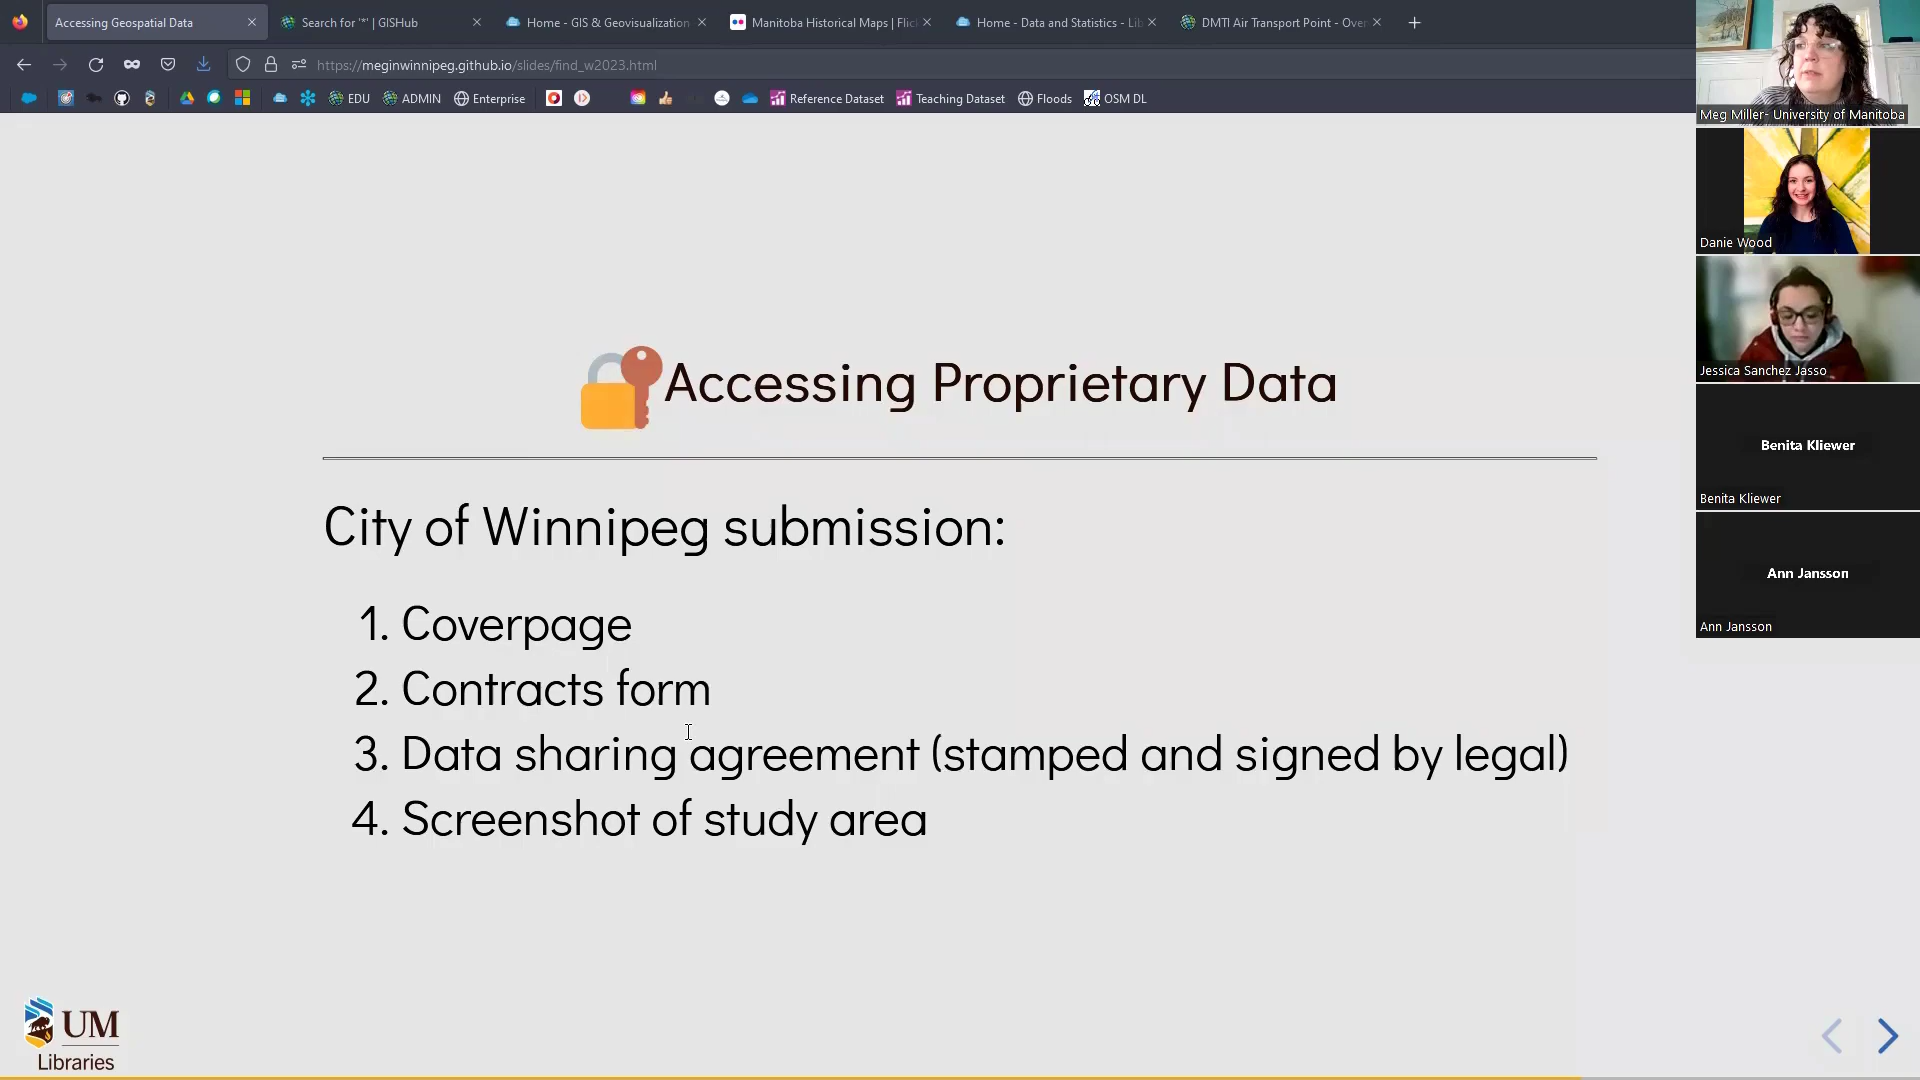 Accessing Geospatial Data
Search for '*' | GISHub
Home - GIS & Geovisualization
Manitoba Historical Maps | Flic
Home - Data and Statistics - Lib
DMTI Air Transport Point - Over
https://meginwinnipeg.github.io/slides/find_w2023.html
EDU
ADMIN
Enterprise
Reference Dataset
Teaching Dataset
Floods
OSM DL
Meg Miller- University of Manitoba
Danie Wood
Jessica Sanchez Jasso
Benita Kliewer
Benita Kliewer
Ann Jansson
Ann Jansson
Accessing Proprietary Data
City of Winnipeg submission:
1. Coverpage
2. Contracts form
3. Data sharing agreement (stamped and signed by legal)
4. Screenshot of study area
UM
Libraries